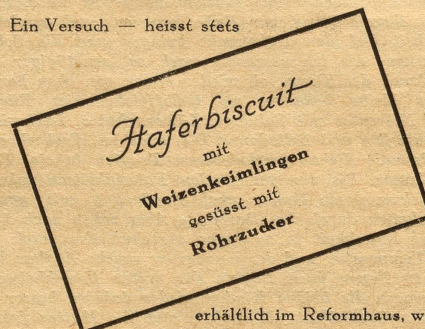 Ein Versuch — heisst stets
Haferbiscuit
mit
Weizenkeimlingen
gesüsst mit
Rohrzucker
erhältlich im Reformhaus, w